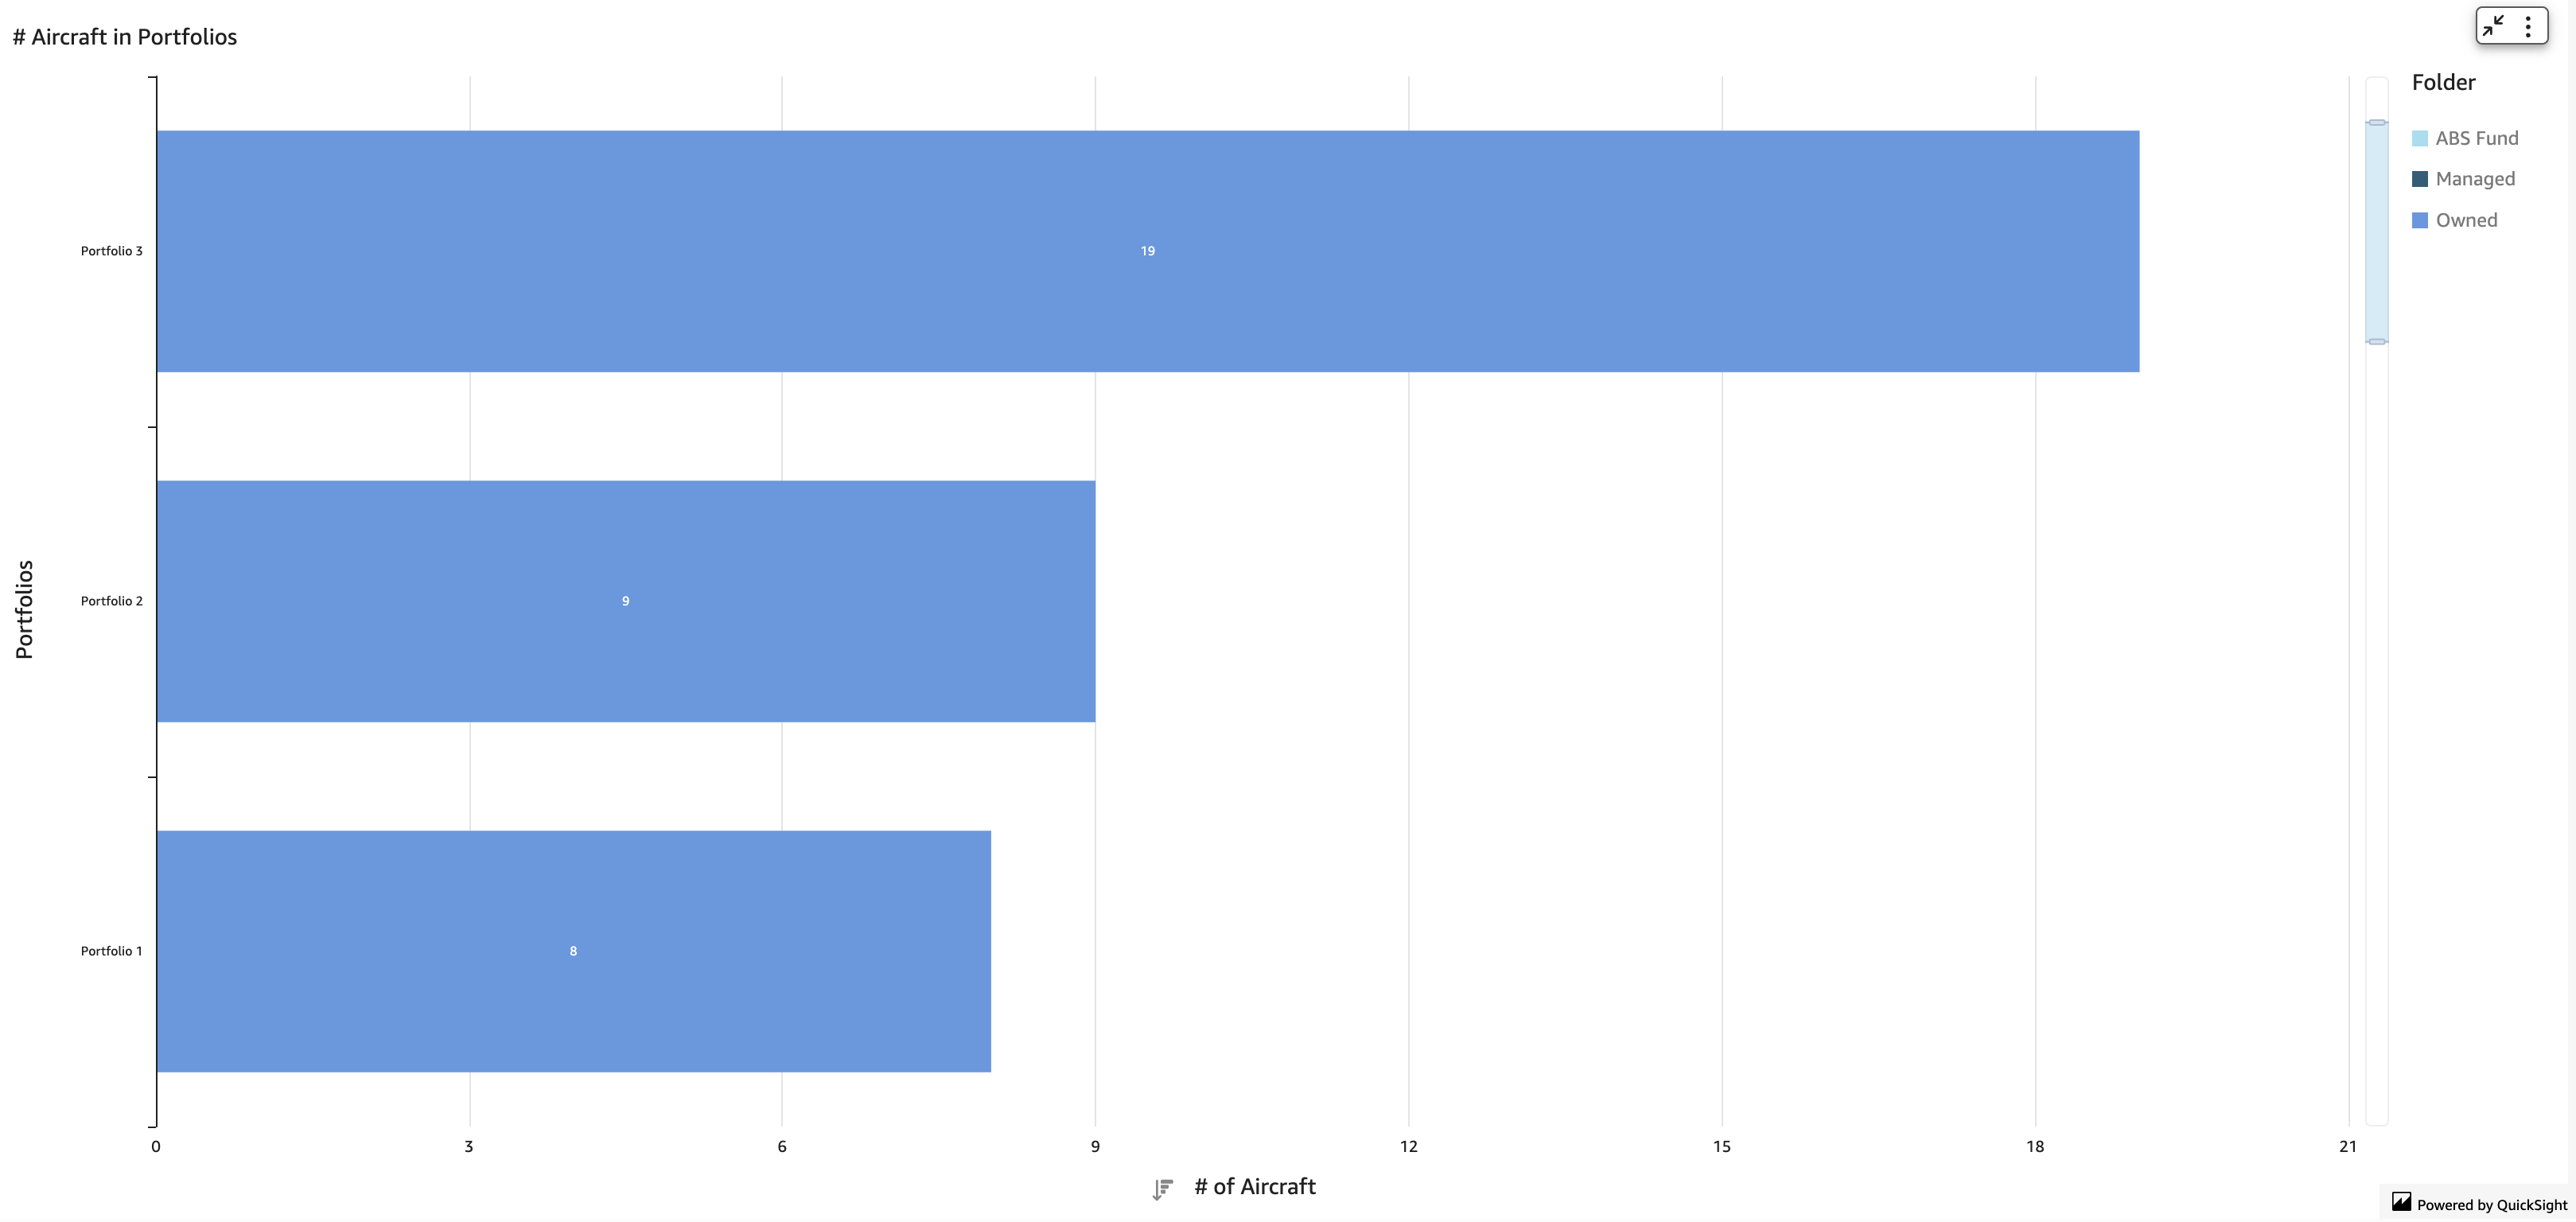 # Aircraft in Portfolios
Folder
ABS Fund
Managed
Owned
Portfolios
Portfolio 3
19
Portfolio 2
9
Portfolio 1
8
0 3 6 9 12 15 18 21
# of Aircraft
Powered by QuickSight